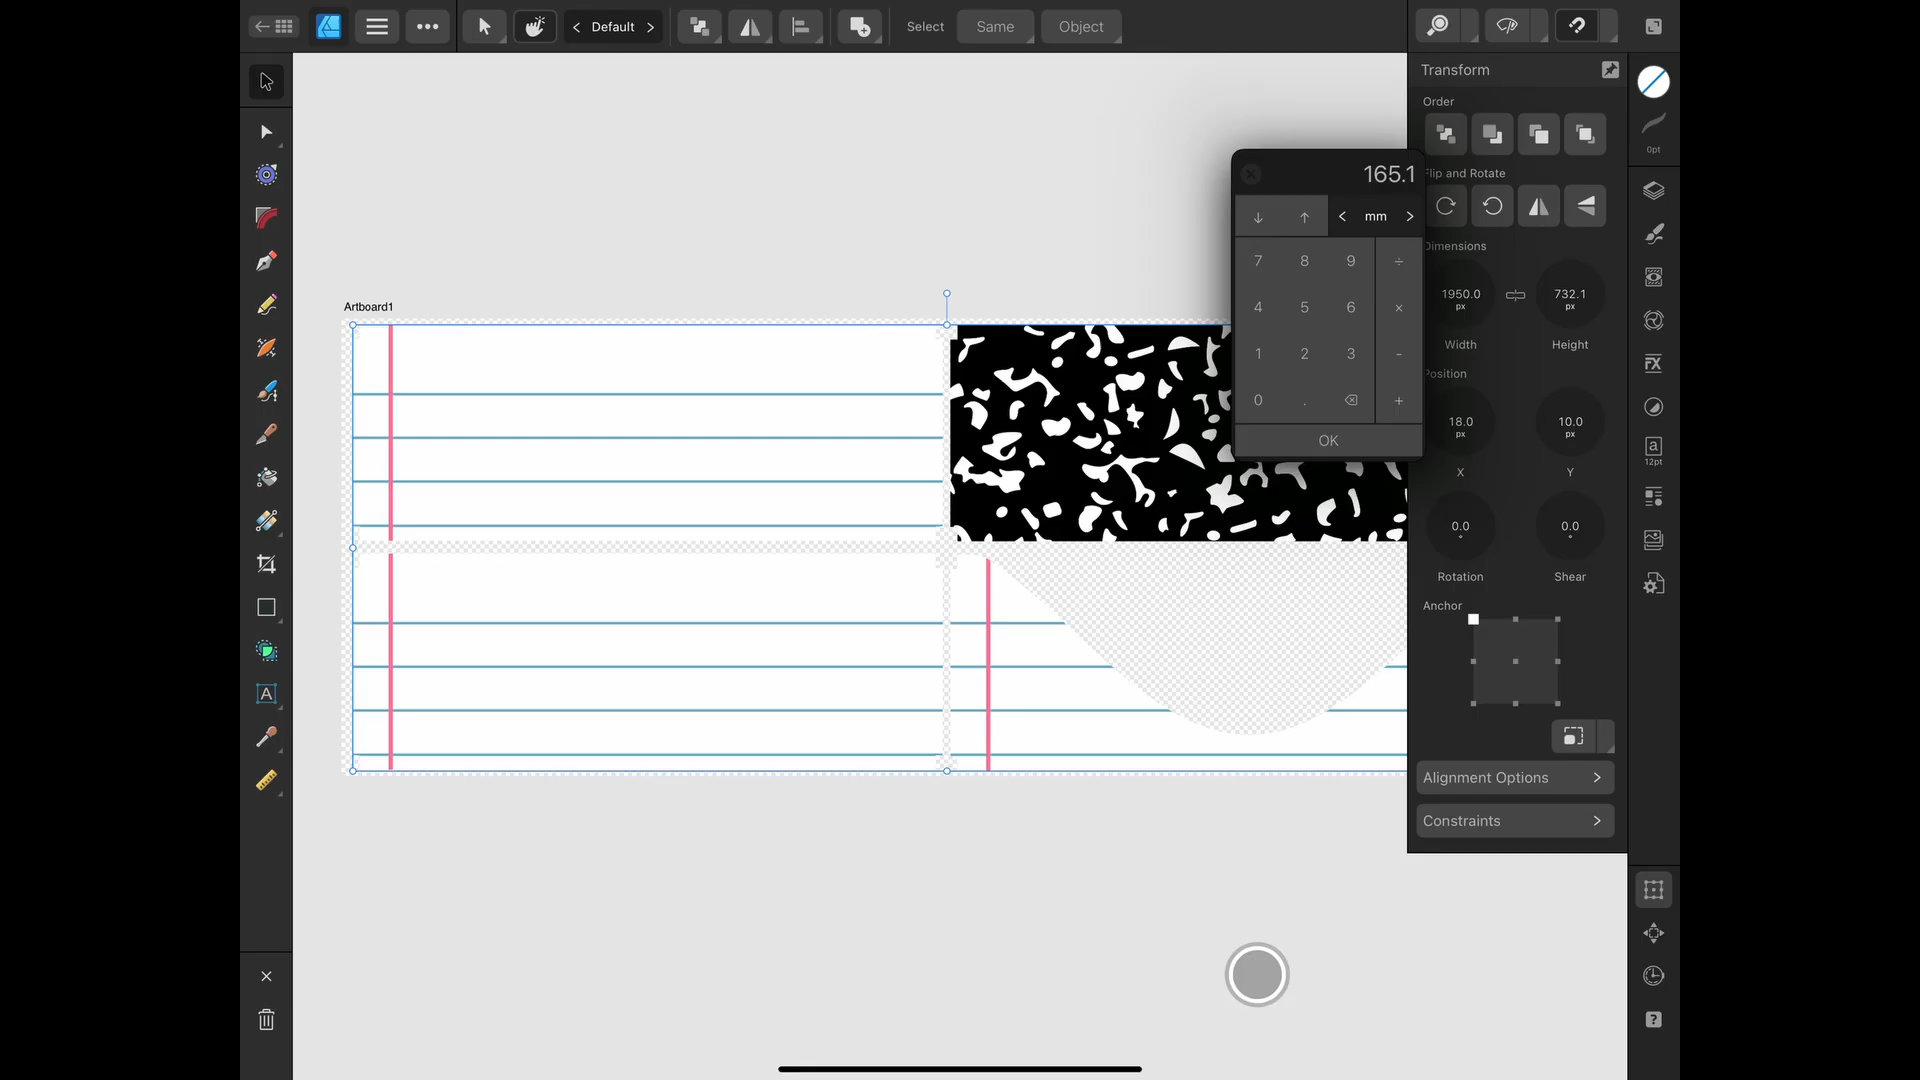 Default
Select
Same
Object
Transform
Order
0pt
165.1
Flip and Rotate
mm
Dimensions
7 8 9 ÷
1950.0 px
732.1 px
Artboard1
4 5 6 ×
Width
Height
1 2 3 -
Position
0 . +
18.0 px
10.0 px
OK
a
12pt
X
Y
0.0 °
0.0 °
Rotation
Shear
Anchor
A
Alignment Options
Constraints
FX
?